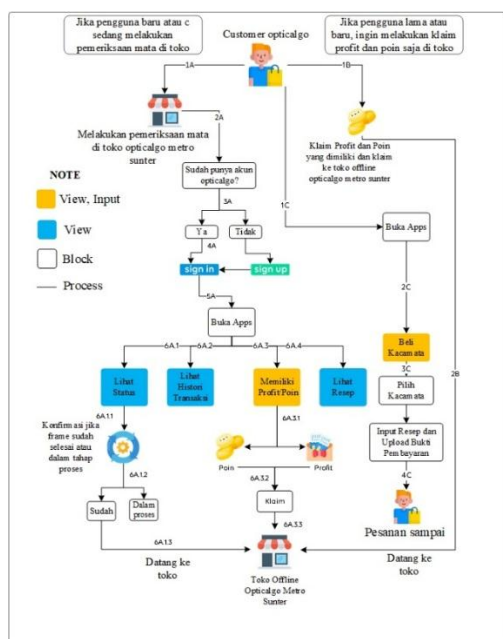 Jika pengguna baru atau c
sedang melakukan
pemeriksaan mata di toko
Customer opticalgo
Jika pengguna lama atau
baru, ingin melakukan klaim
profit dan poin saja di toko
1A
1B
2A
Melakukan pemeriksaan mata
di toko opticalgo metro
sunter
Klaim Profit dan Poin
yang dimiliki dan klaim
ke toko offline
opticalgo metro sunter
Sudah punya akun
opticalgo?
NOTE
View, Input
View
Block
Process
3A
1C
Ya
Tidak
Buka Apps
4A
sign in
sign up
5A
2C
Buka Apps
6A.1
6A.2
6A.3
6A.4
Beli
Kacamata
2B
Lihat
Status
Lihat
Histori
Transaksi
Memiliki
Profit/Poin
Lihat
Resep
3C
Pilih
Kacamata
6A.1.1
6A.3.1
Konfirmasi jika
frame sudah
selesai atau
dalam tahap
proses
Input Resep dan
Upload Bukti
Pembayaran
Poin
Profit
4C
6A.1.2
6A.3.2
Sudah
Dalam
proses
Klaim
Pesanan sampai
6A.3.3
6A.1.3
Datang ke
toko
Datang ke
toko
Toko Offline
Opticalgo Metro
Sunter